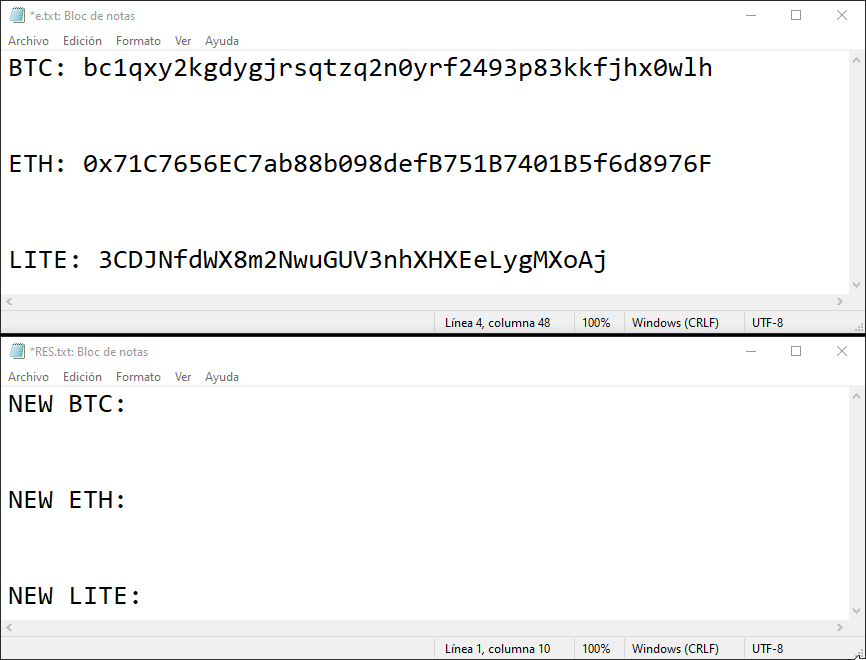 *e.txt: Bloc de notas
Archivo Edición Formato Ver Ayuda
BTC: bc1qxy2kgdygjrsqtzq2n0yrf2493p83kkfjhx0wlh
ETH: 0x71C7656EC7ab88b098defB751B7401B5f6d8976F
LITE: 3CDJNfdWX8m2NwuGUV3nhXHXEeLygMXoAj
Línea 4, columna 48 100% Windows (CRLF) UTF-8
*RES.txt: Bloc de notas
Archivo Edición Formato Ver Ayuda
NEW BTC:
NEW ETH:
NEW LITE:
Línea 1, columna 10 100% Windows (CRLF) UTF-8